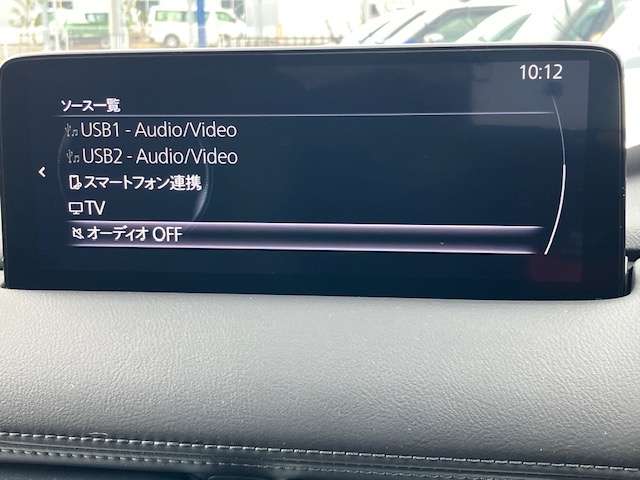 10:12
ソース一覧
USB1 - Audio/Video
USB2 - Audio/Video
スマートフォン連携
TV
オーディオ OFF